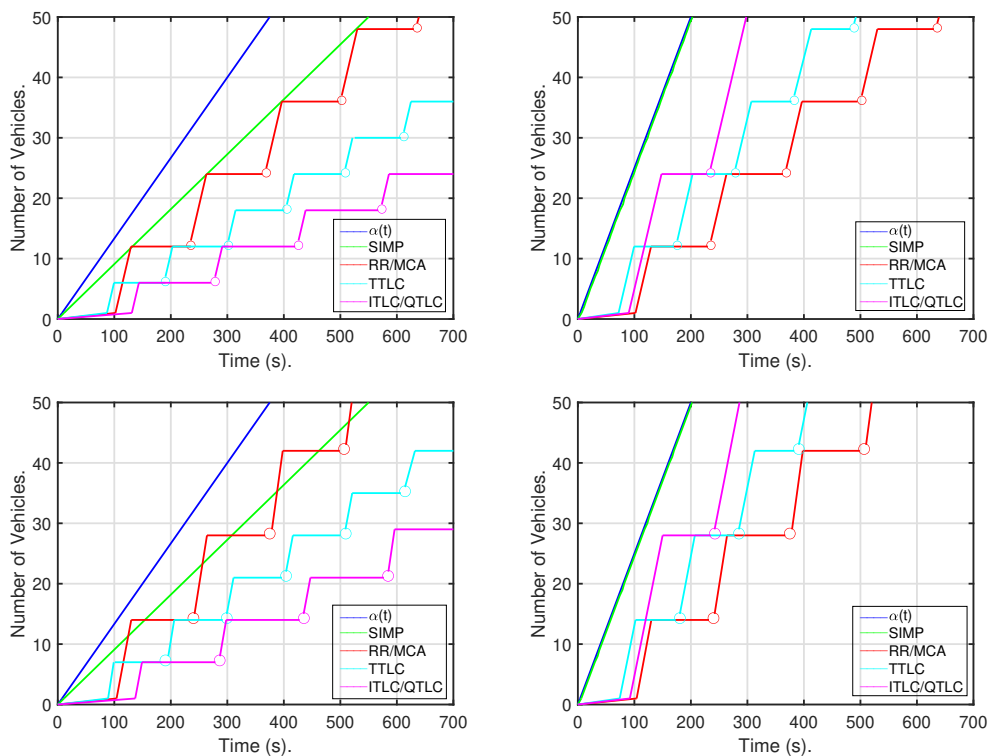 50
40
30
20
10
0
Number of Vehicles.
0 100 200 300 400 500 600 700
Time (s).
α(t)
SIMP
RR/MCA
TTLC
ITLC/QTLC
50
40
30
20
10
0
Number of Vehicles.
0 100 200 300 400 500 600 700
Time (s).
α(t)
SIMP
RR/MCA
TTLC
ITLC/QTLC
50
40
30
20
10
0
Number of Vehicles.
0 100 200 300 400 500 600 700
Time (s).
α(t)
SIMP
RR/MCA
TTLC
ITLC/QTLC
50
40
30
20
10
0
Number of Vehicles.
0 100 200 300 400 500 600 700
Time (s).
α(t)
SIMP
RR/MCA
TTLC
ITLC/QTLC